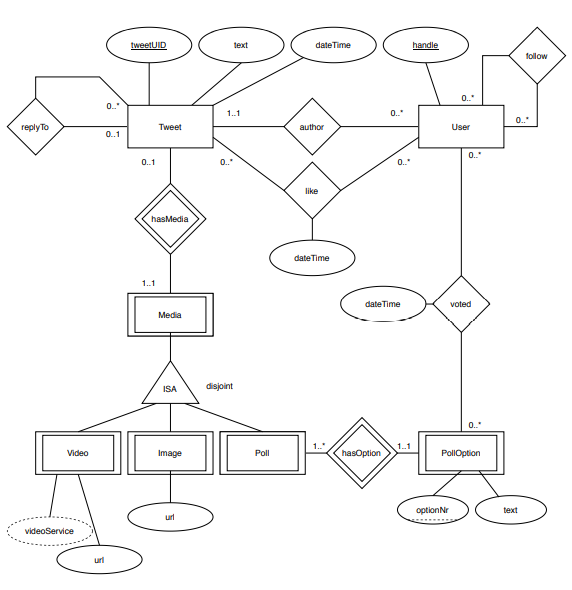 tweetUID
text
dateTime
handle
follow
0..*
0..*
1..1
0..*
0..*
replyTo
0..1
Tweet
author
User
0..1
0..*
0..*
0..*
like
hasMedia
dateTime
1..1
dateTime
voted
Media
ISA
disjoint
0..*
1..*
1..1
Video
Image
Poll
hasOption
PollOption
optionNr
text
url
videoService
url